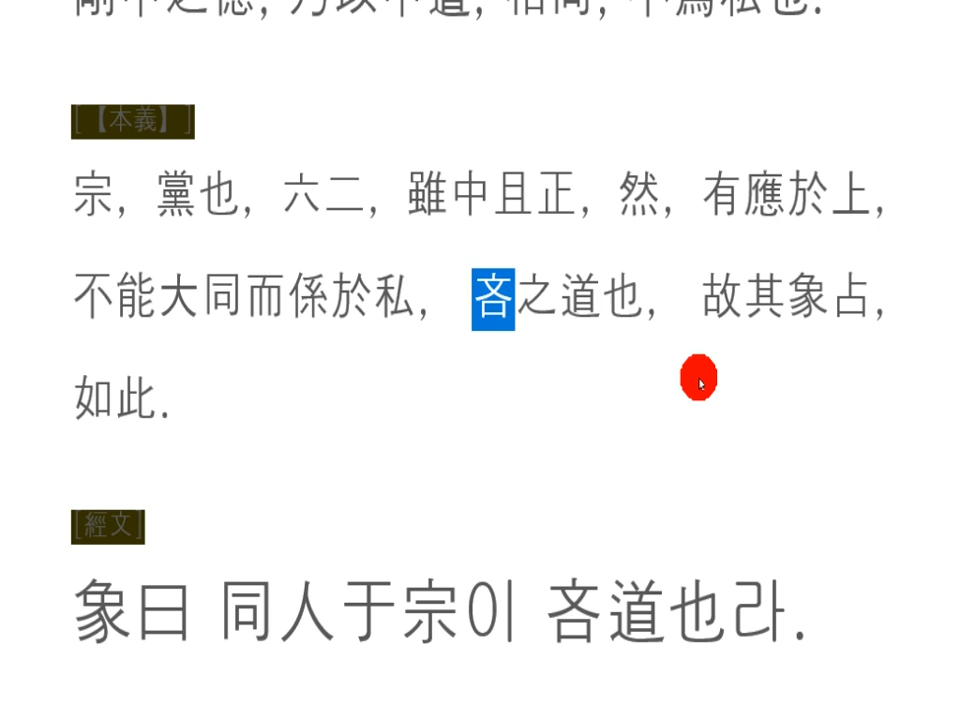 [【本義】]
宗, 黨也, 六二, 雖中且正, 然, 有應於上,
不能大同而係於私, 吝之道也, 故其象占,
如此.
[經文]
象曰 同人于宗이 吝道也라.